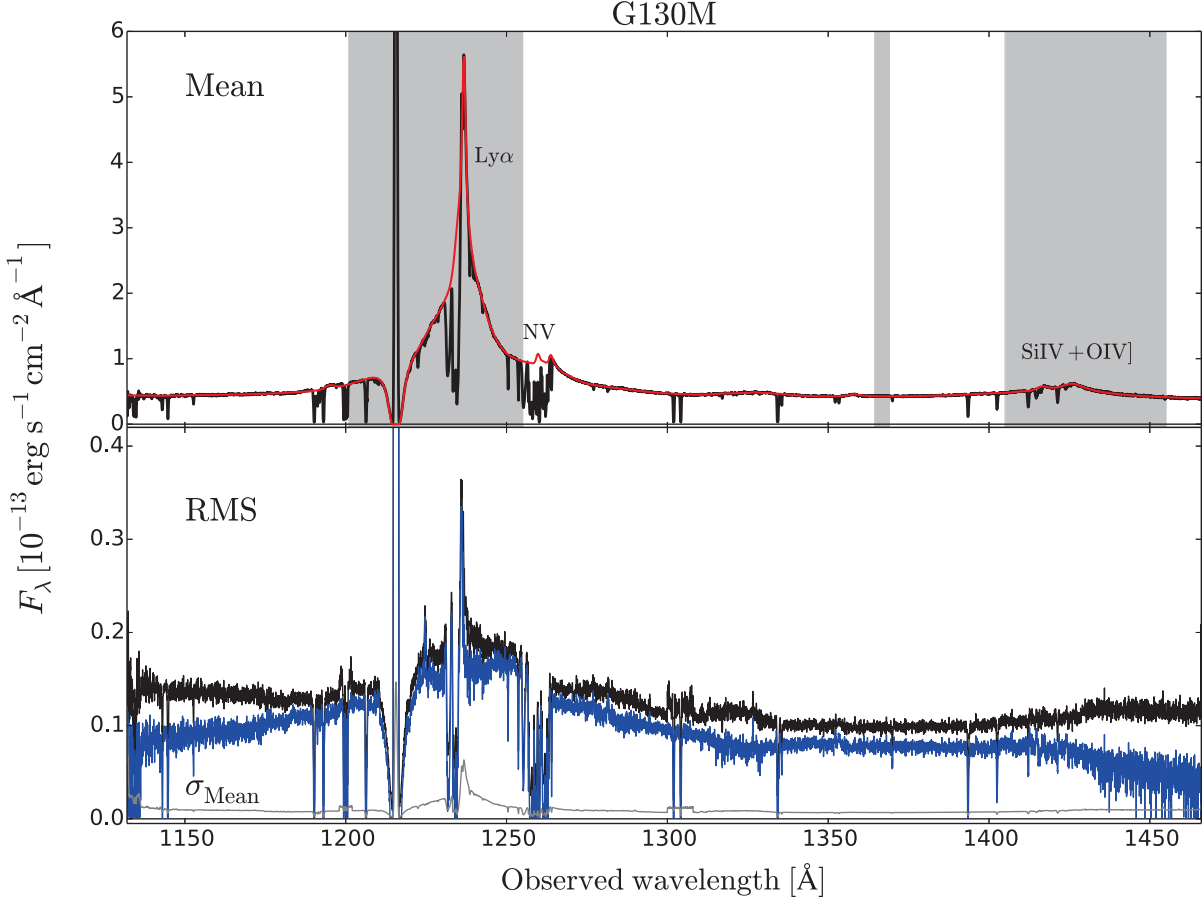 G130M
6
5
4
3
2
1
0
Mean
Lyα
NV
SiIV+OIV]
F_λ [10^{−13} erg s^{−1} cm^{−2} Å^{−1}]
0.4
0.3
0.2
0.1
0.0
RMS
σ_{Mean}
1150 1200 1250 1300 1350 1400 1450
Observed wavelength [Å]